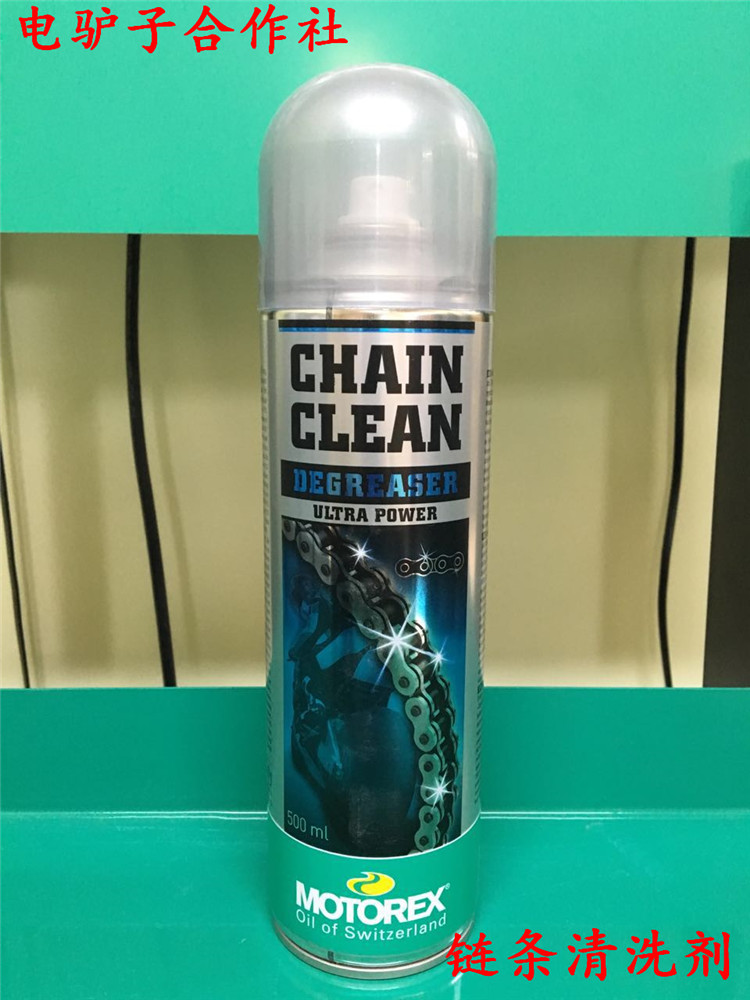 电驴子合作社
CHAIN
CLEAN
DEGREASER
ULTRA POWER
500 ml
MOTOREX®
Oil of Switzerland
链条清洗剂